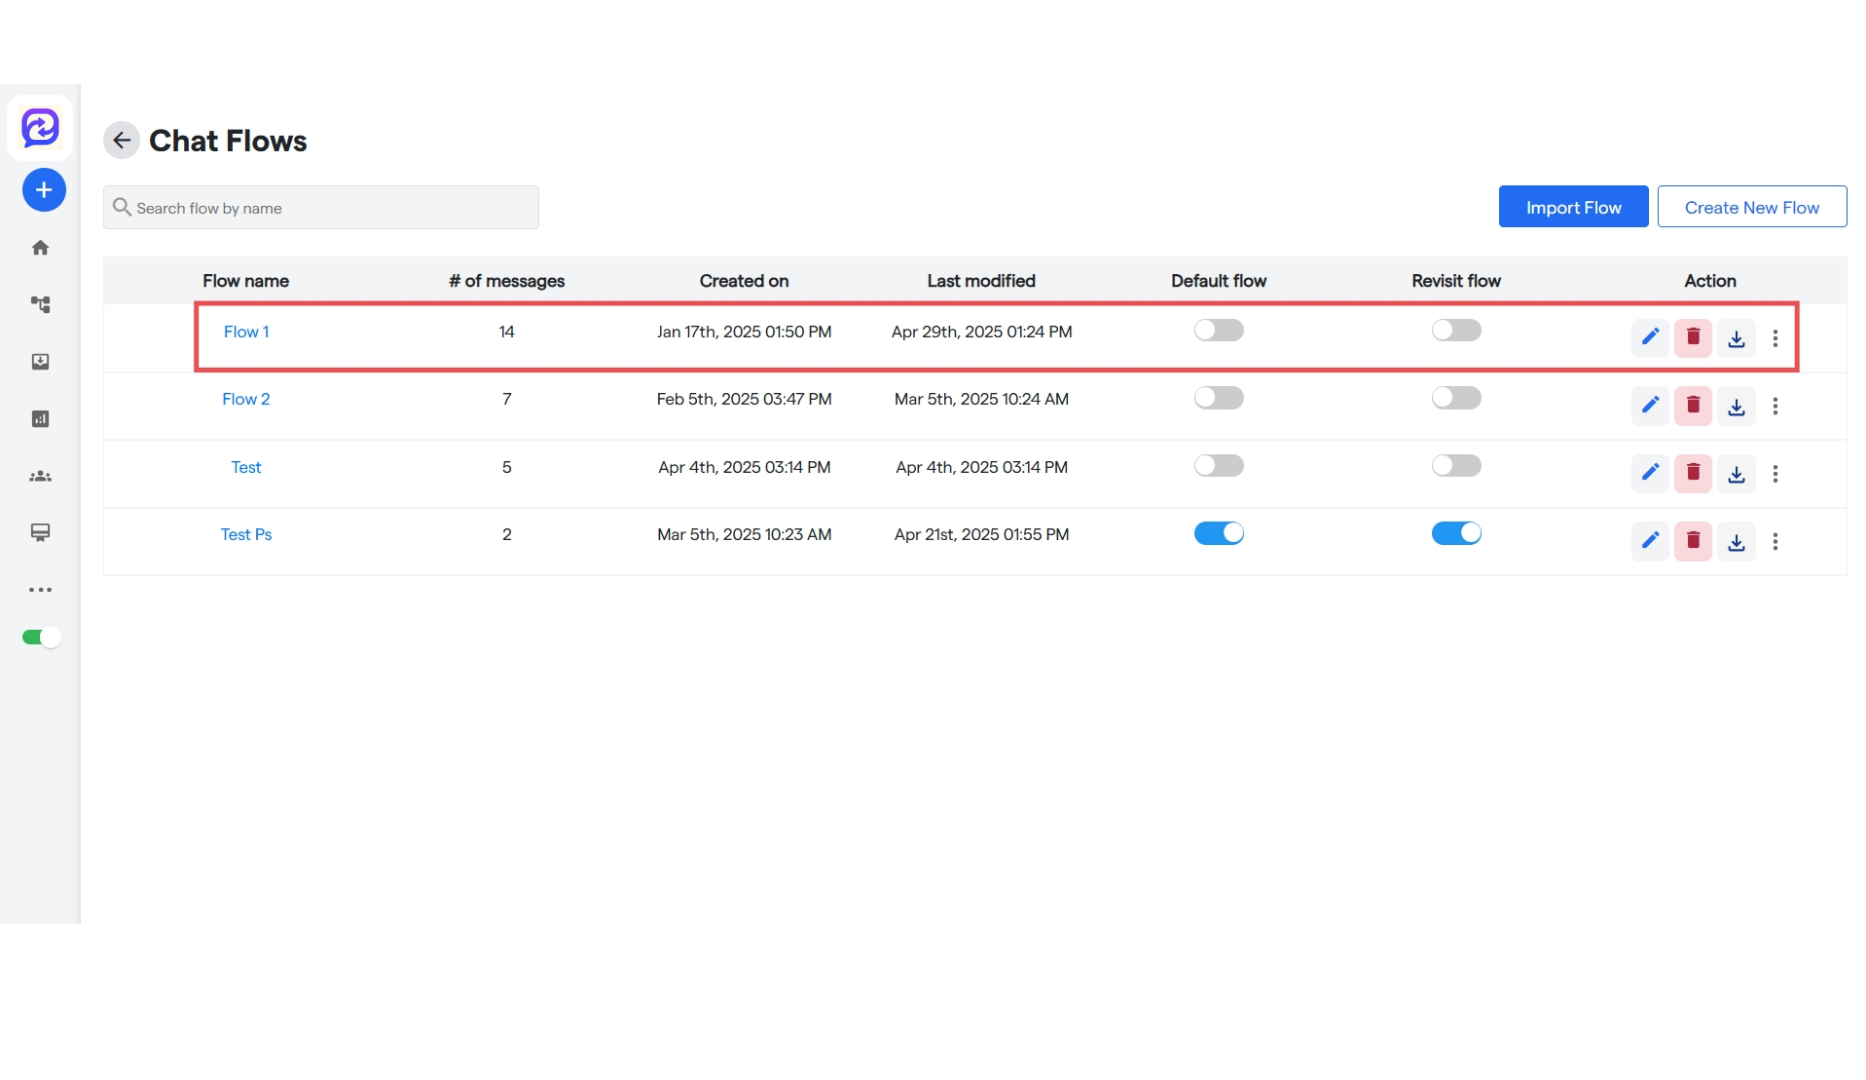 Chat Flows
Search flow by name
Import Flow Create New Flow
Flow name # of messages Created on Last modified Default flow Revisit flow Action
Flow 1 14 Jan 17th, 2025 01:50 PM Apr 29th, 2025 01:24 PM
Flow 2 7 Feb 5th, 2025 03:47 PM Mar 5th, 2025 10:24 AM
Test 5 Apr 4th, 2025 03:14 PM Apr 4th, 2025 03:14 PM
Test Ps 2 Mar 5th, 2025 10:23 AM Apr 21st, 2025 01:55 PM